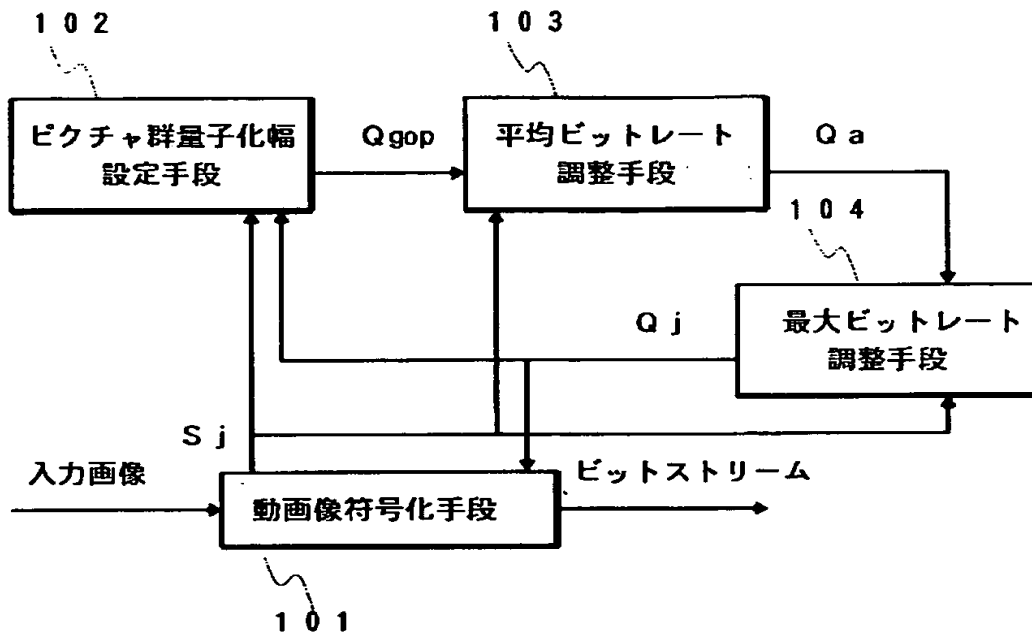 102
103
ピクチャ群量子化幅
設定手段
Qgop
平均ビットレート
調整手段
Qa
104
Qj
最大ビットレート
調整手段
Sj
入力画像
ビットストリーム
動画像符号化手段
101